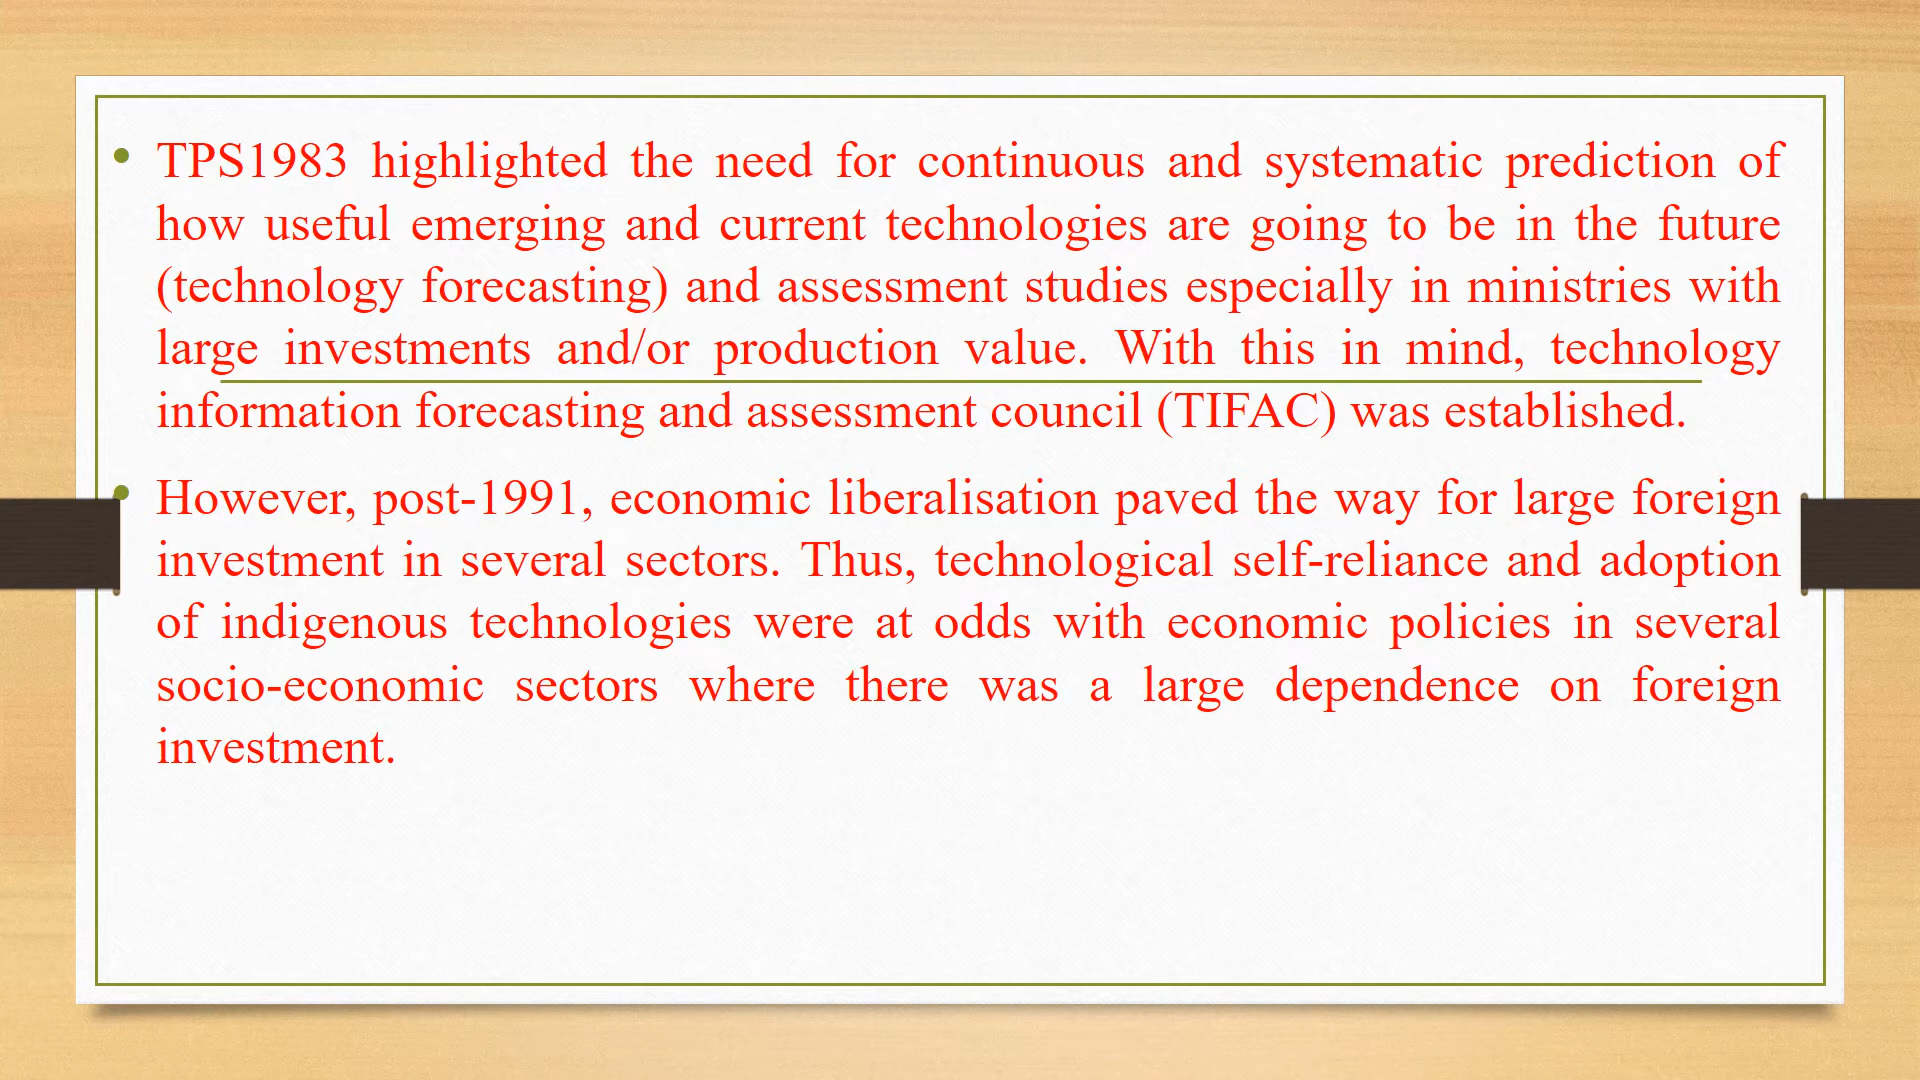 • TPS1983 highlighted the need for continuous and systematic prediction of
how useful emerging and current technologies are going to be in the future
(technology forecasting) and assessment studies especially in ministries with
large investments and/or production value. With this in mind, technology
information forecasting and assessment council (TIFAC) was established.
• However, post-1991, economic liberalisation paved the way for large foreign
investment in several sectors. Thus, technological self-reliance and adoption
of indigenous technologies were at odds with economic policies in several
socio-economic sectors where there was a large dependence on foreign
investment.